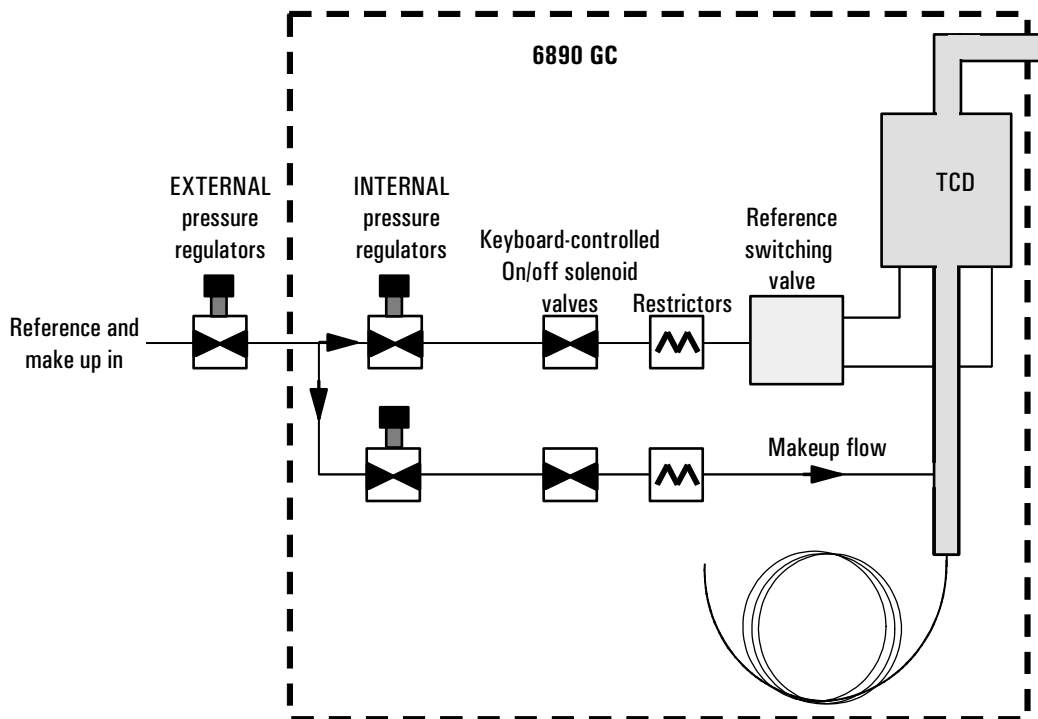 6890 GC
TCD
EXTERNAL
pressure
regulators
INTERNAL
pressure
regulators
Keyboard-controlled
On/off solenoid
valves
Restrictors
Reference
switching
valve
Reference and
make up in
Makeup flow